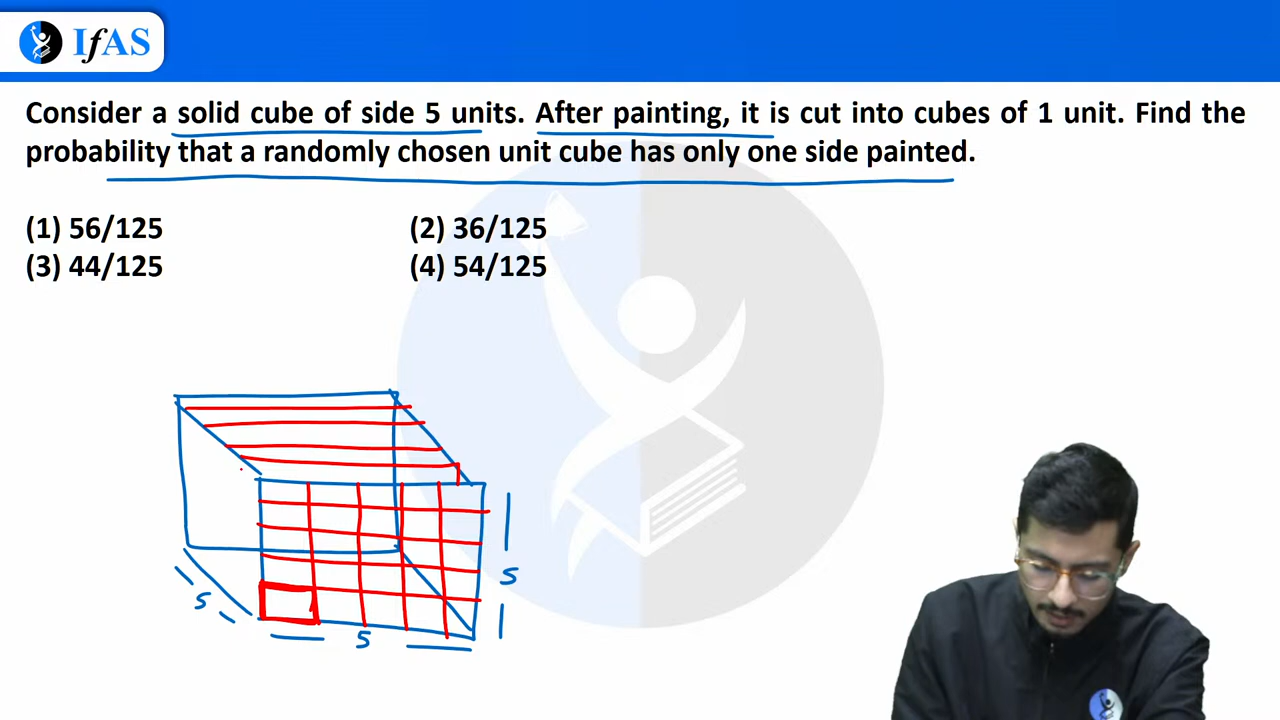 IfAS
Consider a solid cube of side 5 units. After painting, it is cut into cubes of 1 unit. Find the
probability that a randomly chosen unit cube has only one side painted.
(1) 56/125 (2) 36/125
(3) 44/125 (4) 54/125
5
5
5